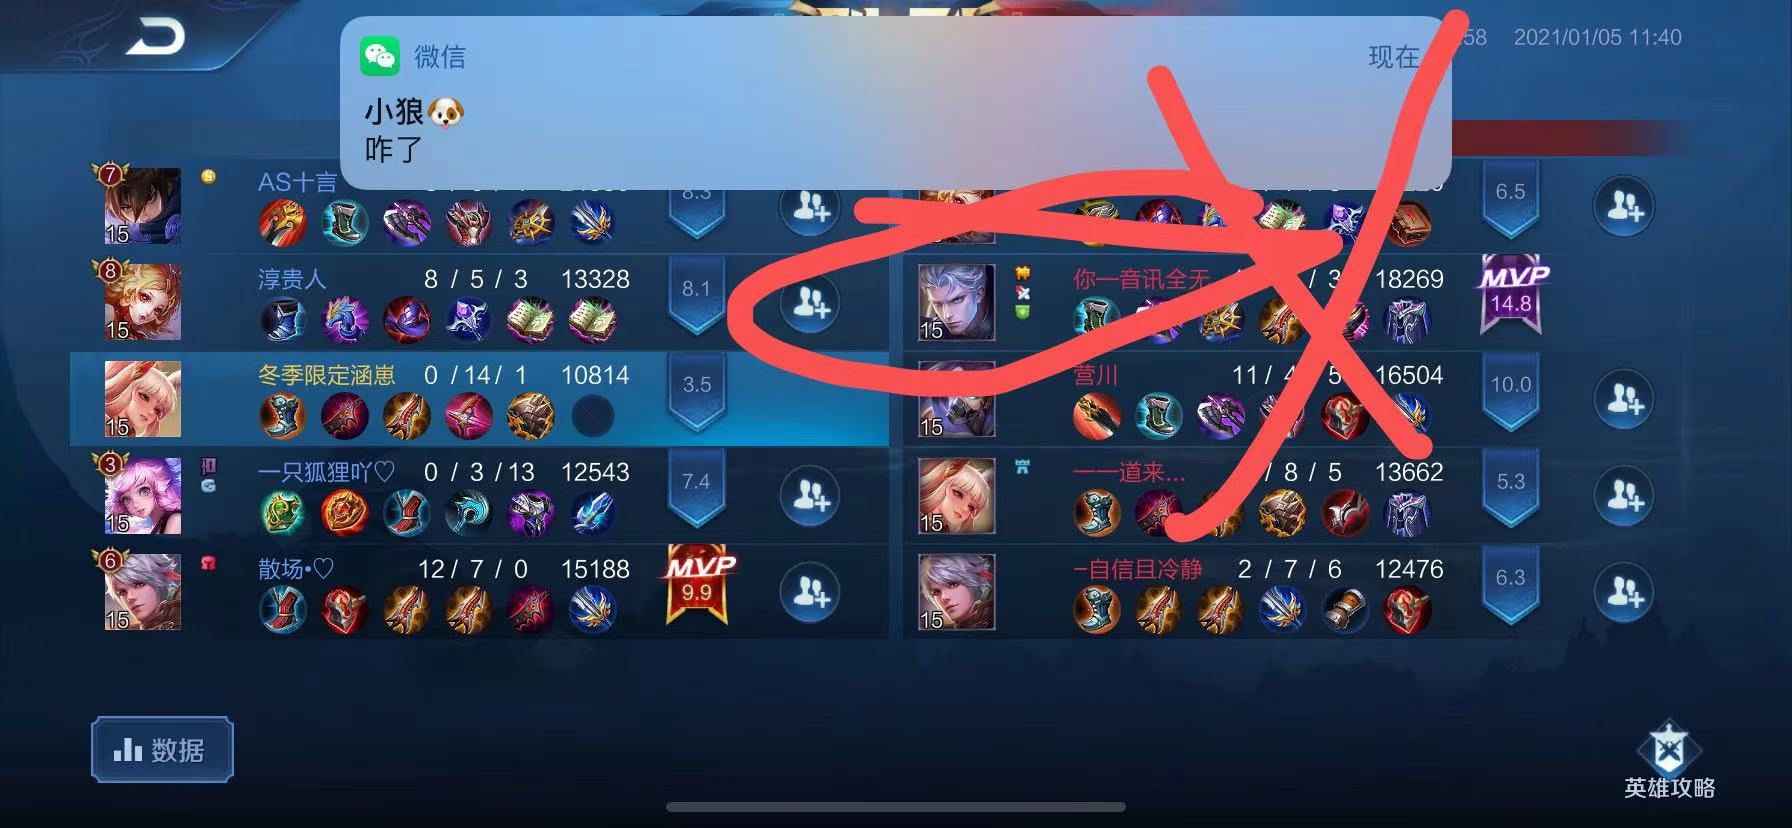 微信
现在
58 2021/01/05 11:40
小狼
咋了
7
15
AS十言
8.3
6.5
8
15
淳贵人 8 / 5 / 3 13328
8.1
15
你一音讯全无 / 3 18269
MVP
14.8
15
冬季限定涵崽 0 / 14 / 1 10814
3.5
15
营川 11 / 4 5 16504
10.0
3
15
一只狐狸吖♡ 0 / 3 / 13 12543
7.4
15
一一道来... / 8 / 5 13662
5.3
6
15
散场•♡ 12 / 7 / 0 15188
MVP
9.9
15
–自信且冷静 2 / 7 / 6 12476
6.3
数据
英雄攻略